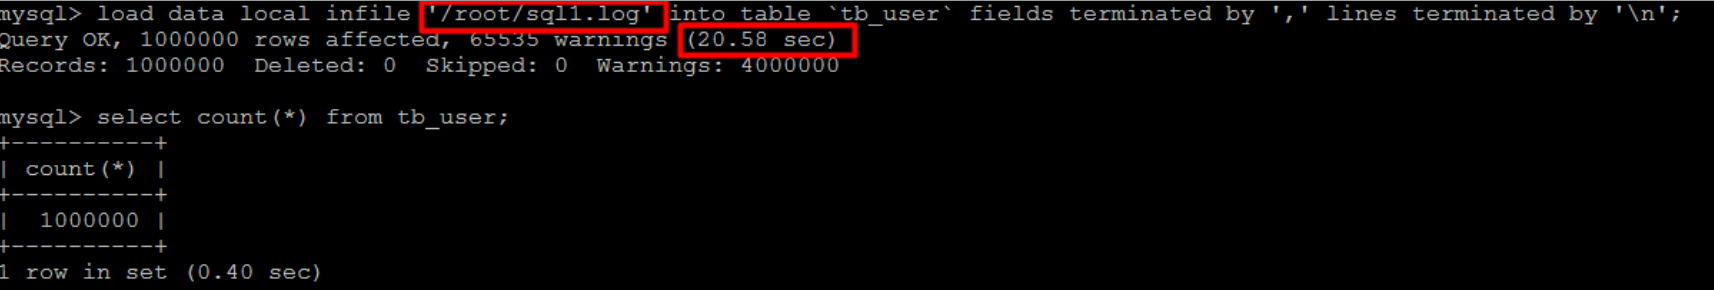 mysql> load data local infile '/root/sql1.log' into table `tb_user` fields terminated by ',' lines terminated by '\n';
Query OK, 1000000 rows affected, 65535 warnings (20.58 sec)
Records: 1000000  Deleted: 0  Skipped: 0  Warnings: 4000000
mysql> select count(*) from tb_user;
+----------+
| count(*) |
+----------+
|  1000000 |
+----------+
1 row in set (0.40 sec)